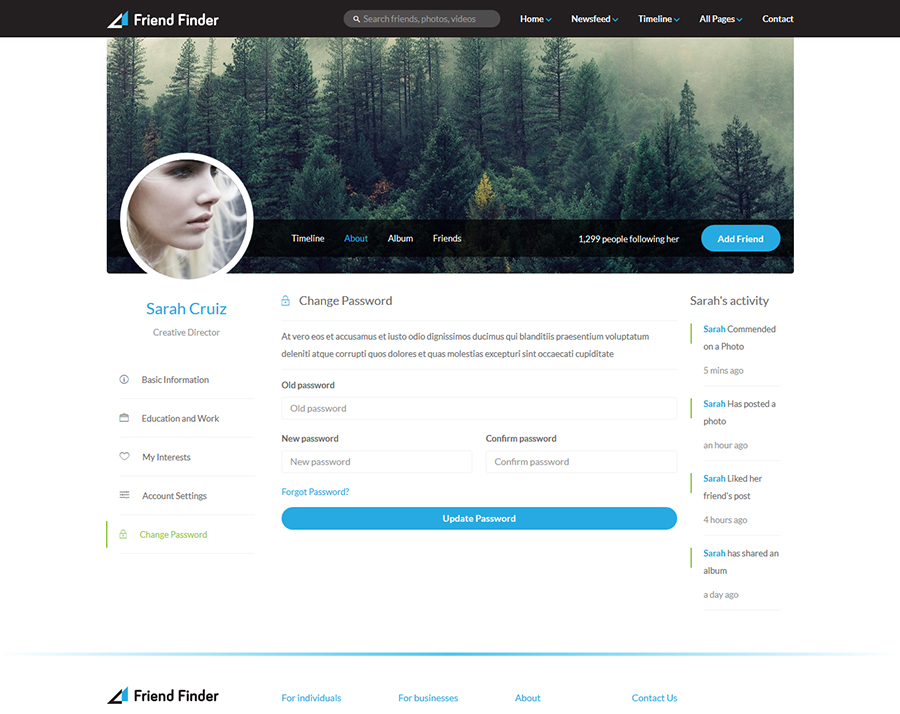 Friend Finder
Search friends, photos, videos
Home
Newsfeed
Timeline
All Pages
Contact
Timeline
About
Album
Friends
1,299 people following her
Add Friend
Sarah Cruiz
Creative Director
Basic Information
Education and Work
My Interests
Account Settings
Change Password
Change Password
At vero eos et accusamus et iusto odio dignissimos ducimus qui blanditiis praesentium voluptatum
deleniti atque corrupti quos dolores et quas molestias excepturi sint occaecati cupiditate
Old password
Old password
New password
Confirm password
New password
Confirm password
Forgot Password?
Update Password
Sarah's activity
Sarah Commended
on a Photo
5 mins ago
Sarah Has posted a
photo
an hour ago
Sarah Liked her
friend's post
4 hours ago
Sarah has shared an
album
a day ago
Friend Finder
For individuals
For businesses
About
Contact Us